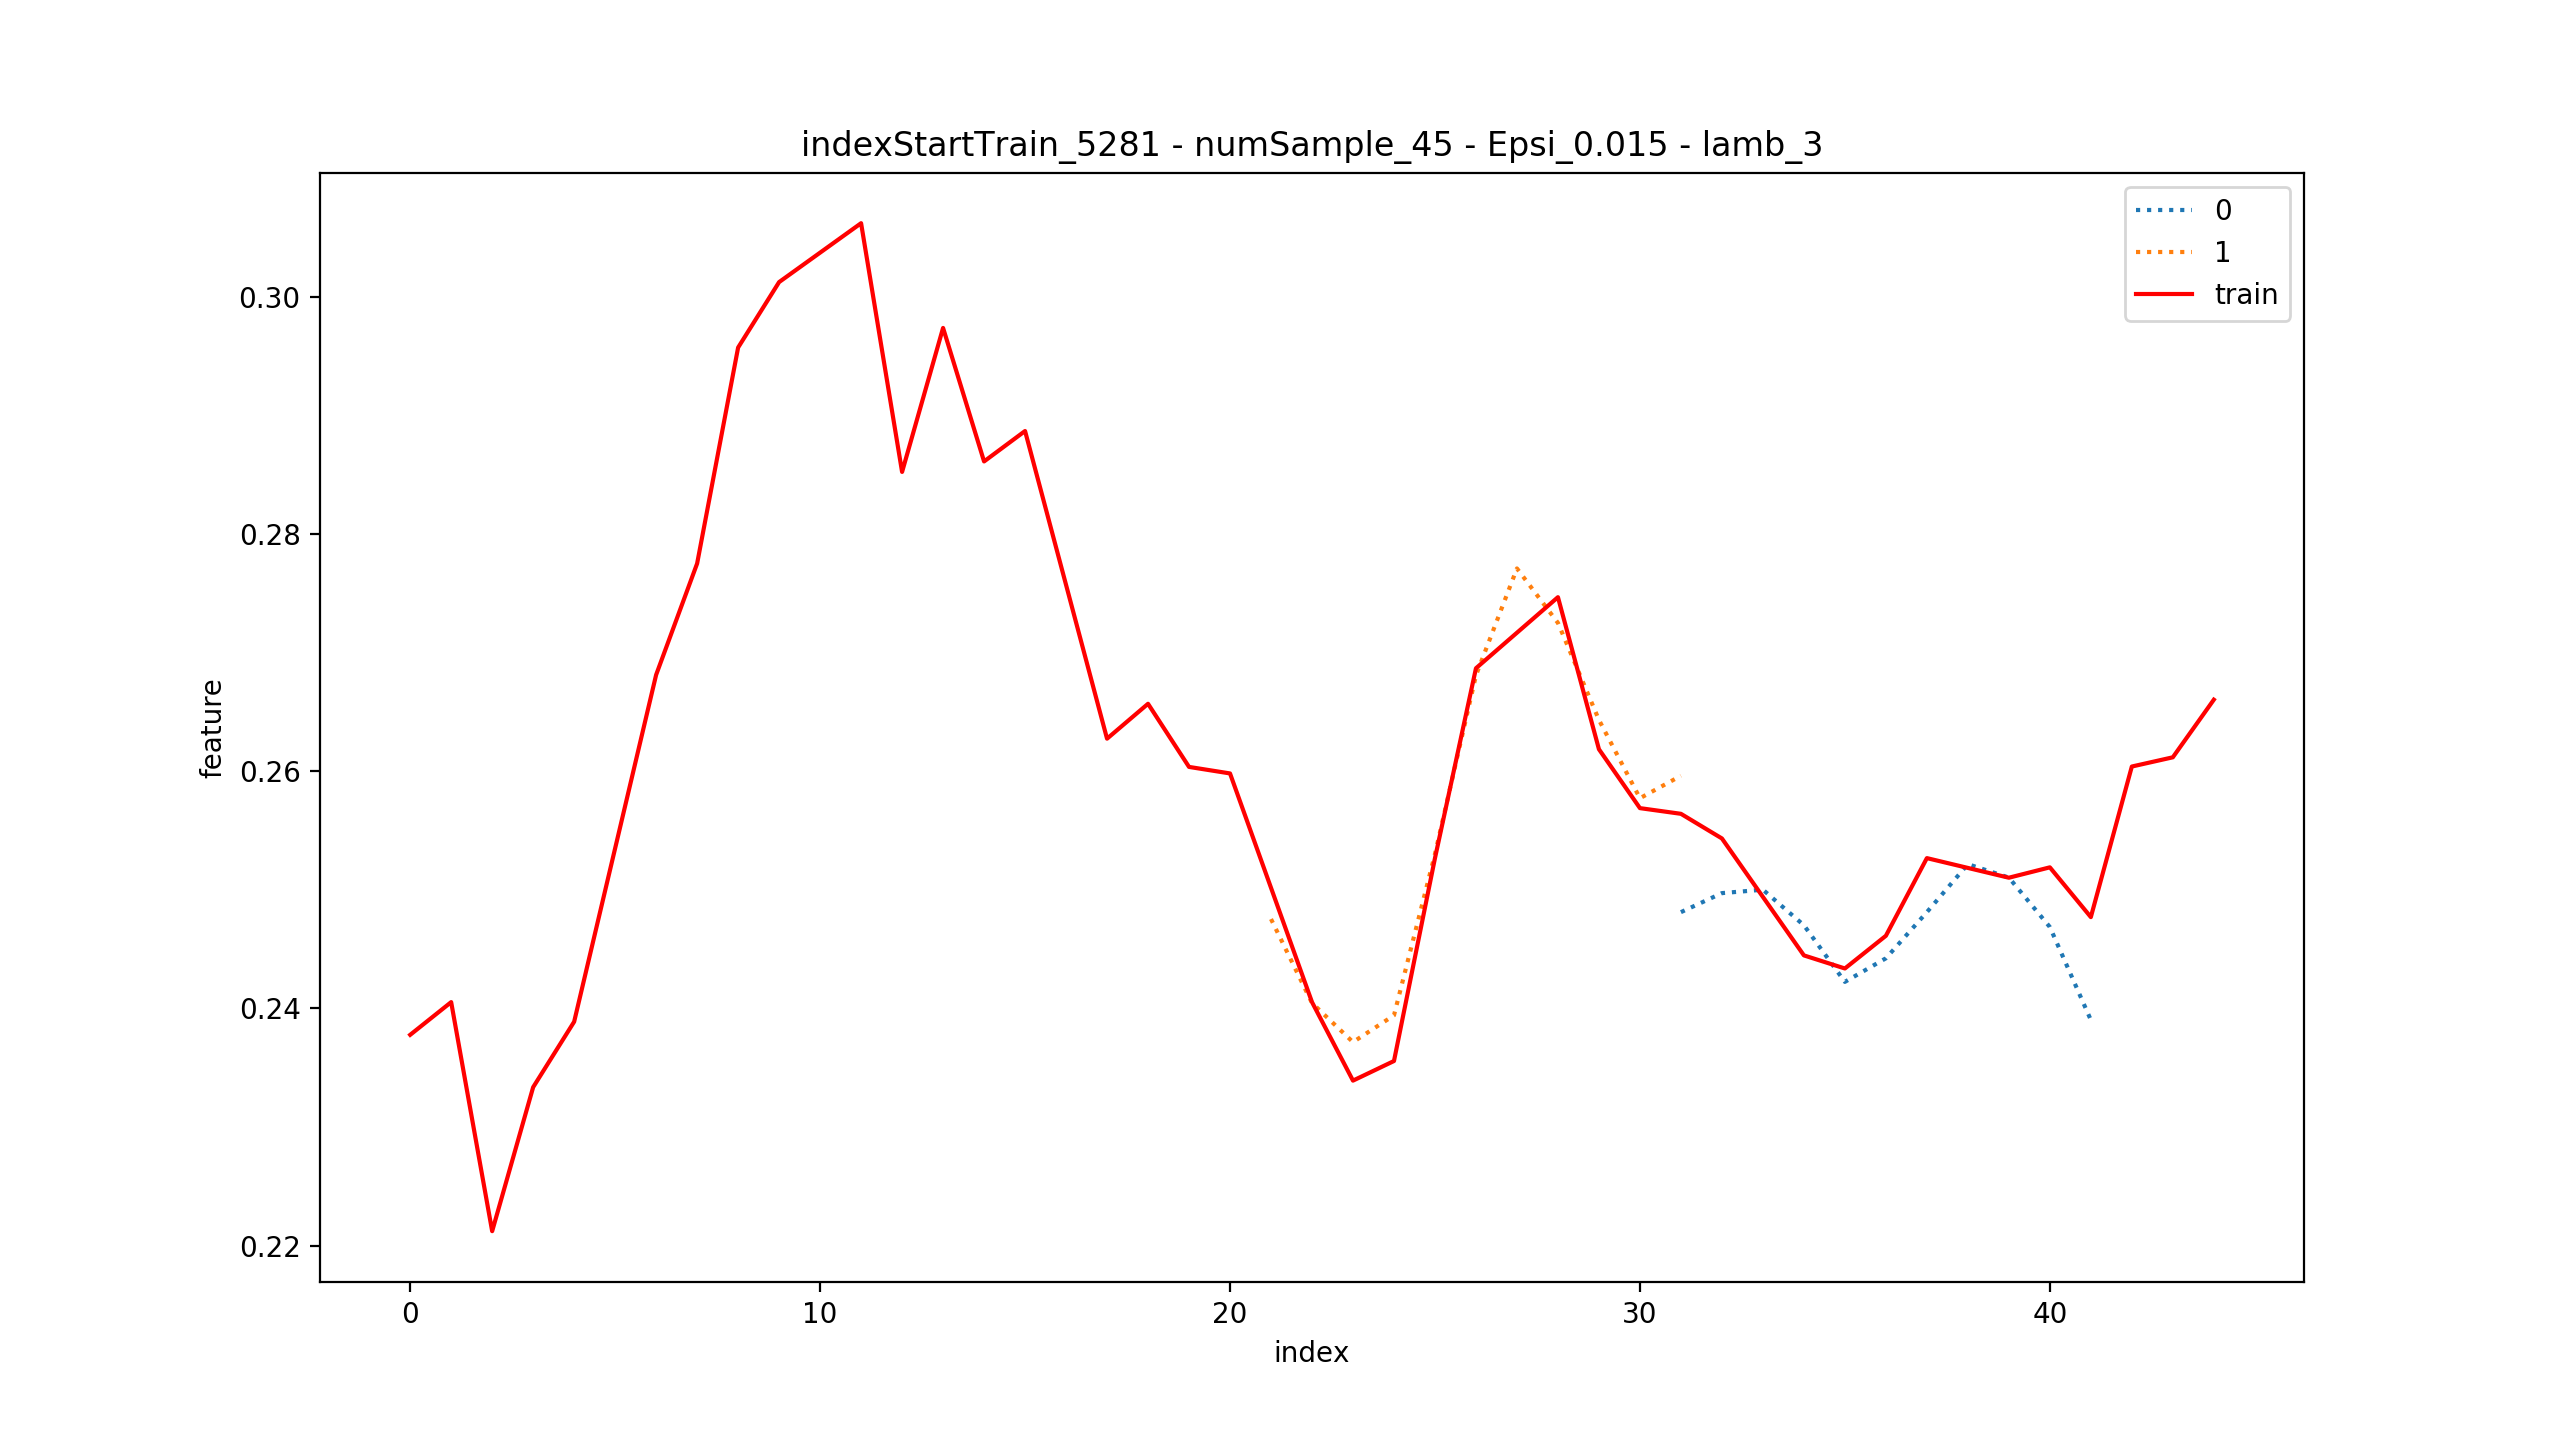 indexStartTrain_5281 - numSample_45 - Epsi_0.015 - lamb_3
0
1
train
0.30
0.28
0.26
0.24
0.22
feature
0 10 20 30 40
index